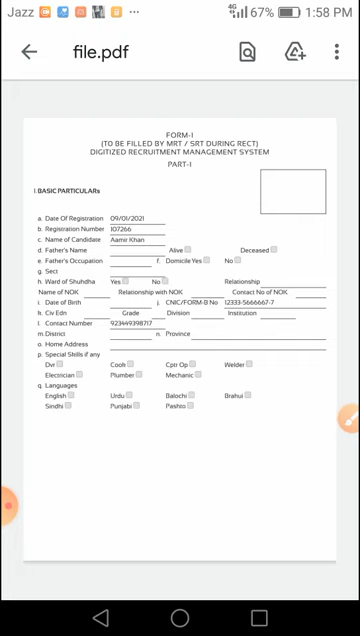 Jazz 4G 67% 1:58 PM
file.pdf
FORM-1
(TO BE FILLED BY MRT / SRT DURING RECT)
DIGITIZED RECRUITMENT MANAGEMENT SYSTEM
PART-1
1.BASIC PARTICULARs
a. Date Of Registration 09/01/2021
b. Registration Number 107266
c. Name of Candidate Aamir Khan
d. Father's Name Alive Deceased
e. Father's Occupation f. Domicile Yes No
g. Sect
h. Ward of Shuhdha Yes No Relationship
Name of NOK Relationship with NOK Contact No of NOK
i. Date of Birth j. CNIC/FORM-B No 12333-5666667-7
k. Civ Edn Grade Division Institution
l. Contact Number 923449398717
m. District n. Province
o. Home Address
p. Special Skills if any
Dvr Cook Cptr Op Welder
Electrician Plumber Mechanic
q. Languages
English Urdu Balochi Brahui
Sindhi Punjabi Pashto